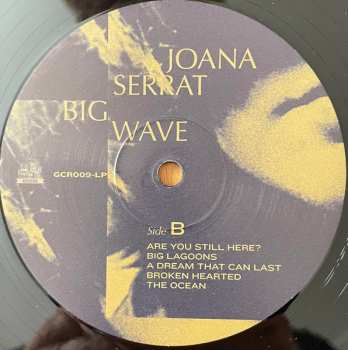 JOANA
SERRAT
BIG
WAVE
GCR009-LP
Side B
ARE YOU STILL HERE?
BIG LAGOONS
A DREAM THAT CAN LAST
BROKEN HEARTED
THE OCEAN